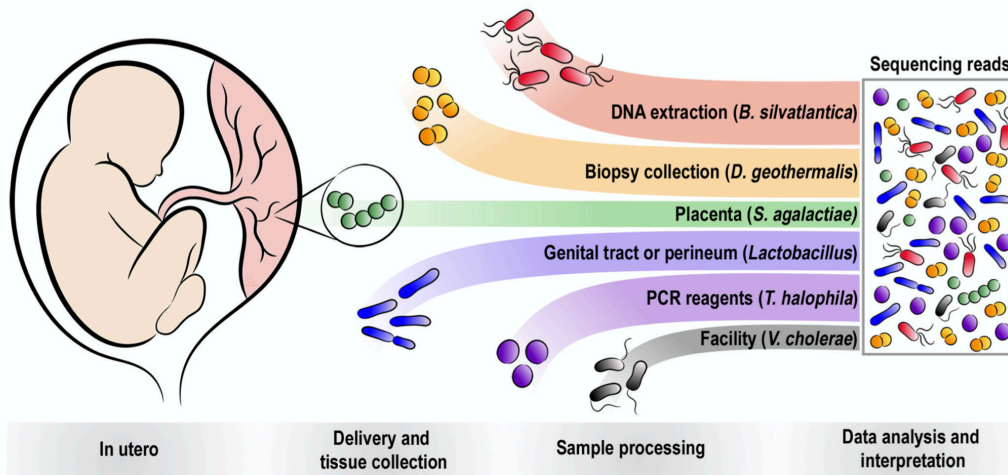 Sequencing reads
DNA extraction (B. silvatlantica)
Biopsy collection (D. geothermalis)
Placenta (S. agalactiae)
Genital tract or perineum (Lactobacillus)
PCR reagents (T. halophila)
Facility (V. cholerae)
In utero
Delivery and
tissue collection
Sample processing
Data analysis and
interpretation